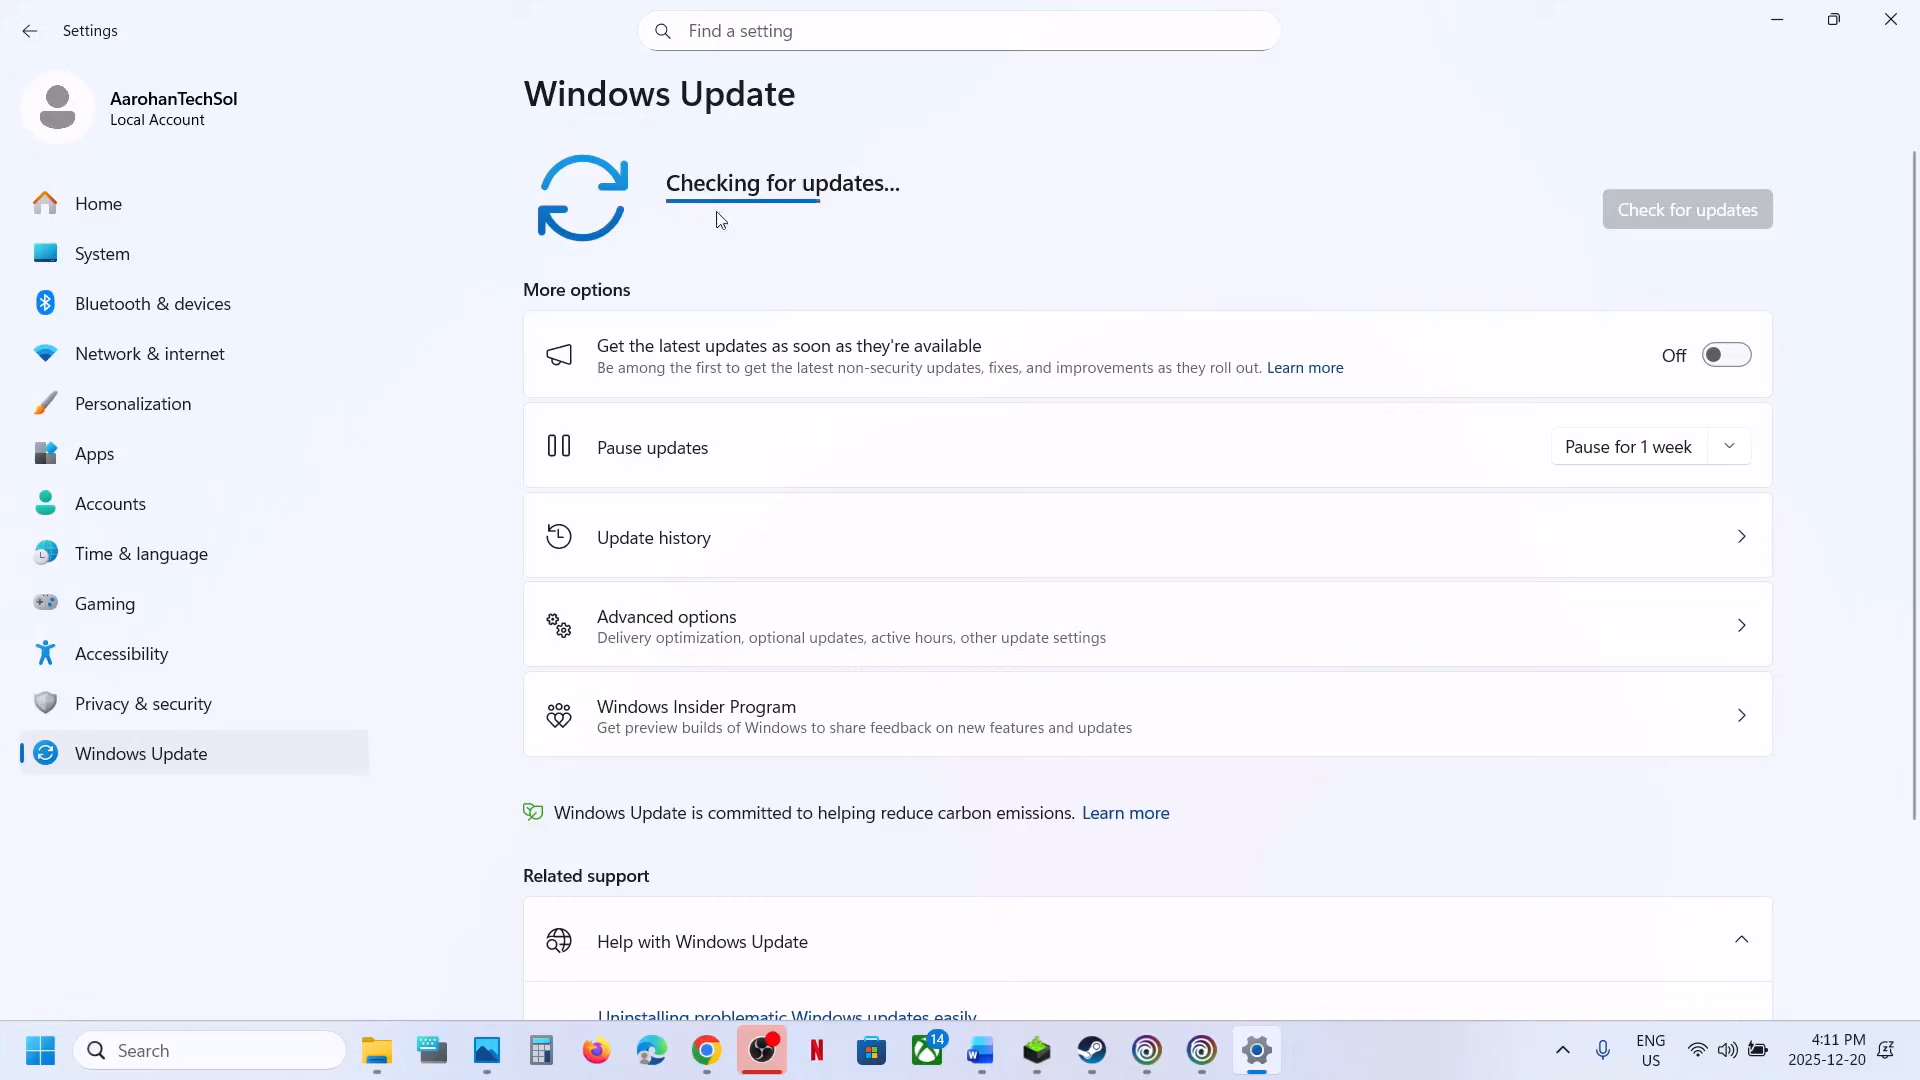 Settings
Find a setting
AarohanTechSol
Local Account
Home
System
Bluetooth & devices
Network & internet
Personalization
Apps
Accounts
Time & language
Gaming
Accessibility
Privacy & security
Windows Update
Windows Update
Checking for updates...
Check for updates
More options
Get the latest updates as soon as they're available
Be among the first to get the latest non-security updates, fixes, and improvements as they roll out. Learn more
Off
Pause updates
Pause for 1 week
Update history
Advanced options
Delivery optimization, optional updates, active hours, other update settings
Windows Insider Program
Get preview builds of Windows to share feedback on new features and updates
Windows Update is committed to helping reduce carbon emissions. Learn more
Related support
Help with Windows Update
Uninstalling problematic Windows updates easily
Search
14
ENG
US
4:11 PM
2025-12-20